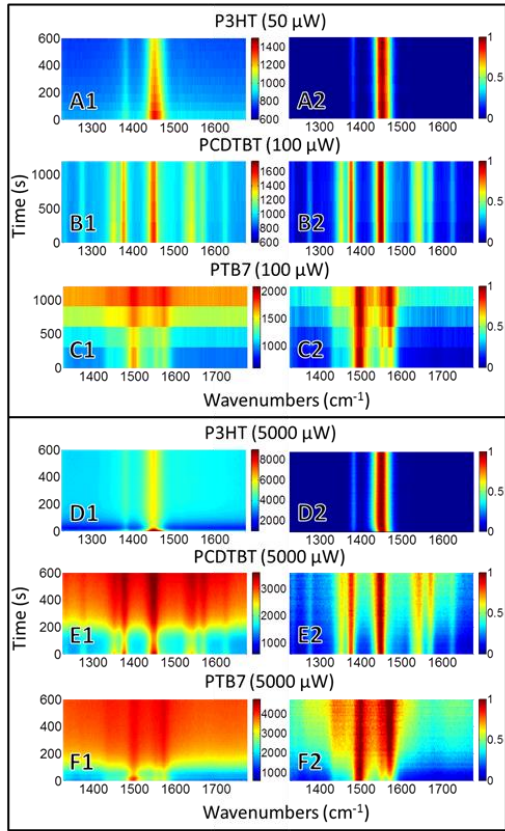 P3HT (50 µW)
600
400
200
0
A1
1300 1400 1500 1600
1400
1200
1000
800
600
A2
1300 1400 1500 1600
1
0.5
0
PCDTBT (100 µW)
Time (s)
1000
500
0
B1
1300 1400 1500 1600
1600
1400
1200
1000
800
600
B2
1300 1400 1500 1600
1
0.5
0
PTB7 (100 µW)
1000
500
0
C1
1400 1500 1600 1700
2000
1500
1000
C2
1400 1500 1600 1700
1
0.5
0
Wavenumbers (cm⁻¹)
P3HT (5000 µW)
600
400
200
0
D1
1300 1400 1500 1600
8000
6000
4000
D2
1300 1400 1500 1600
1
0.5
0
PCDTBT (5000 µW)
Time (s)
600
400
200
0
E1
1300 1400 1500 1600
3000
2000
1000
E2
1300 1400 1500 1600
1
0.5
0
PTB7 (5000 µW)
600
400
200
0
F1
1400 1500 1600 1700
4000
3000
2000
1000
F2
1400 1500 1600 1700
1
0.5
0
Wavenumbers (cm⁻¹)